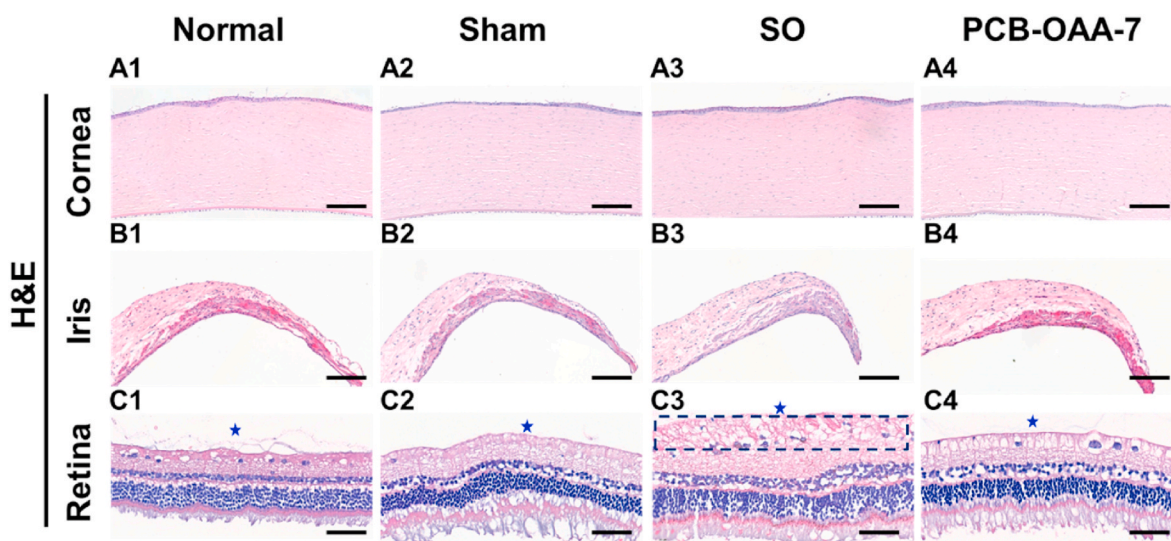 Normal Sham SO PCB-OAA-7
A1 A2 A3 A4
Cornea
B1 B2 B3 B4
H&E
Iris
C1 C2 C3 C4
Retina